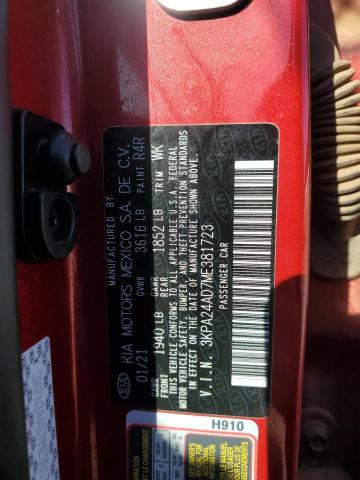 MANUFACTURED BY
KIA MOTORS MEXICO S.A. DE C.V.
01/21 GVWR 3616 LB PAINT R4R
GAWR FRONT 1940 LB GAWR REAR 1852 LB TRIM WK
THIS VEHICLE CONFORMS TO ALL APPLICABLE U.S.A. FEDERAL
MOTOR VEHICLE SAFETY, BUMPER, AND THEFT PREVENTION STANDARDS
IN EFFECT ON THE DATE OF MANUFACTURE SHOWN ABOVE.
V.I.N. 3KPA24AD7ME381723
PASSENGER CAR
H910